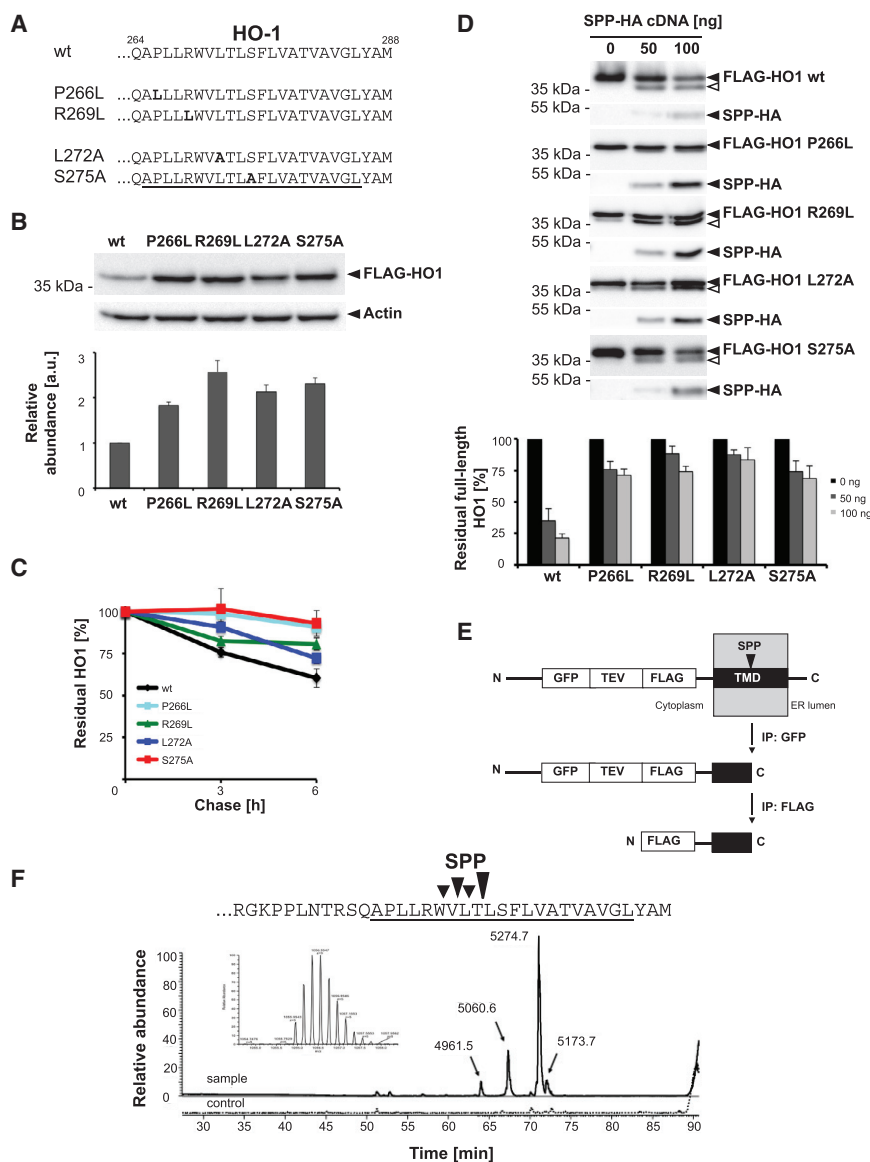 A
HO-1
264 288
wt ...QAPLLRWVLTLSFLVATVAVGLYAM
P266L ...QALLLRWVLTLSFLVATVAVGLYAM
R269L ...QAPLLLWVLTLSFLVATVAVGLYAM
L272A ...QAPLLRWVATLSFLVATVAVGLYAM
S275A ...QAPLLRWVLTLAFLVATVAVGLYAM
B
wt P266L R269L L272A S275A
FLAG-HO1
35 kDa -
Actin
Relative abundance [a.u.]
3
2
1
0
wt P266L R269L L272A S275A
C
Residual HO1 [%]
100
75
50
25
wt
P266L
R269L
L272A
S275A
0 3 6
Chase [h]
D
SPP-HA cDNA [ng]
0 50 100
FLAG-HO1 wt
35 kDa -
55 kDa -
SPP-HA
FLAG-HO1 P266L
35 kDa -
55 kDa -
SPP-HA
FLAG-HO1 R269L
35 kDa -
55 kDa -
SPP-HA
FLAG-HO1 L272A
35 kDa -
55 kDa -
SPP-HA
FLAG-HO1 S275A
35 kDa -
55 kDa -
SPP-HA
Residual full-length HO1 [%]
100
75
50
25
0
0 ng
50 ng
100 ng
wt P266L R269L L272A S275A
E
SPP
N GFP TEV FLAG TMD C
Cytoplasm ER lumen
IP: GFP
N GFP TEV FLAG C
IP: FLAG
N FLAG C
F
SPP
...RGKPPLNTRSQAPLLRWVLTLSFLVATVAVGLYAM
Relative abundance
100
80
60
40
20
0
5274.7
5060.6
4961.5
5173.7
sample
control
30 35 40 45 50 55 60 65 70 75 80 85 90
Time [min]